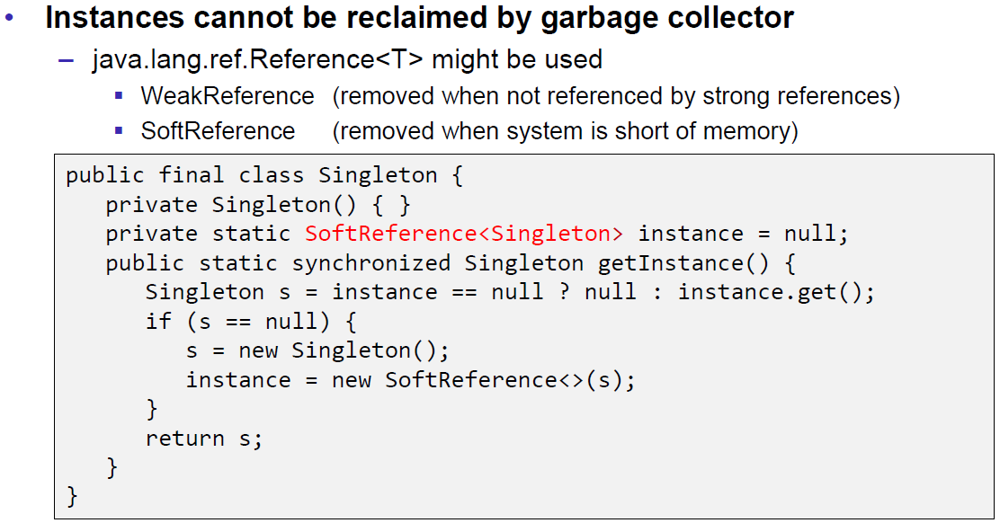 • Instances cannot be reclaimed by garbage collector
– java.lang.ref.Reference<T> might be used
▪ WeakReference (removed when not referenced by strong references)
▪ SoftReference (removed when system is short of memory)
public final class Singleton {
   private Singleton() { }
   private static SoftReference<Singleton> instance = null;
   public static synchronized Singleton getInstance() {
      Singleton s = instance == null ? null : instance.get();
      if (s == null) {
         s = new Singleton();
         instance = new SoftReference<>(s);
      }
      return s;
   }
}